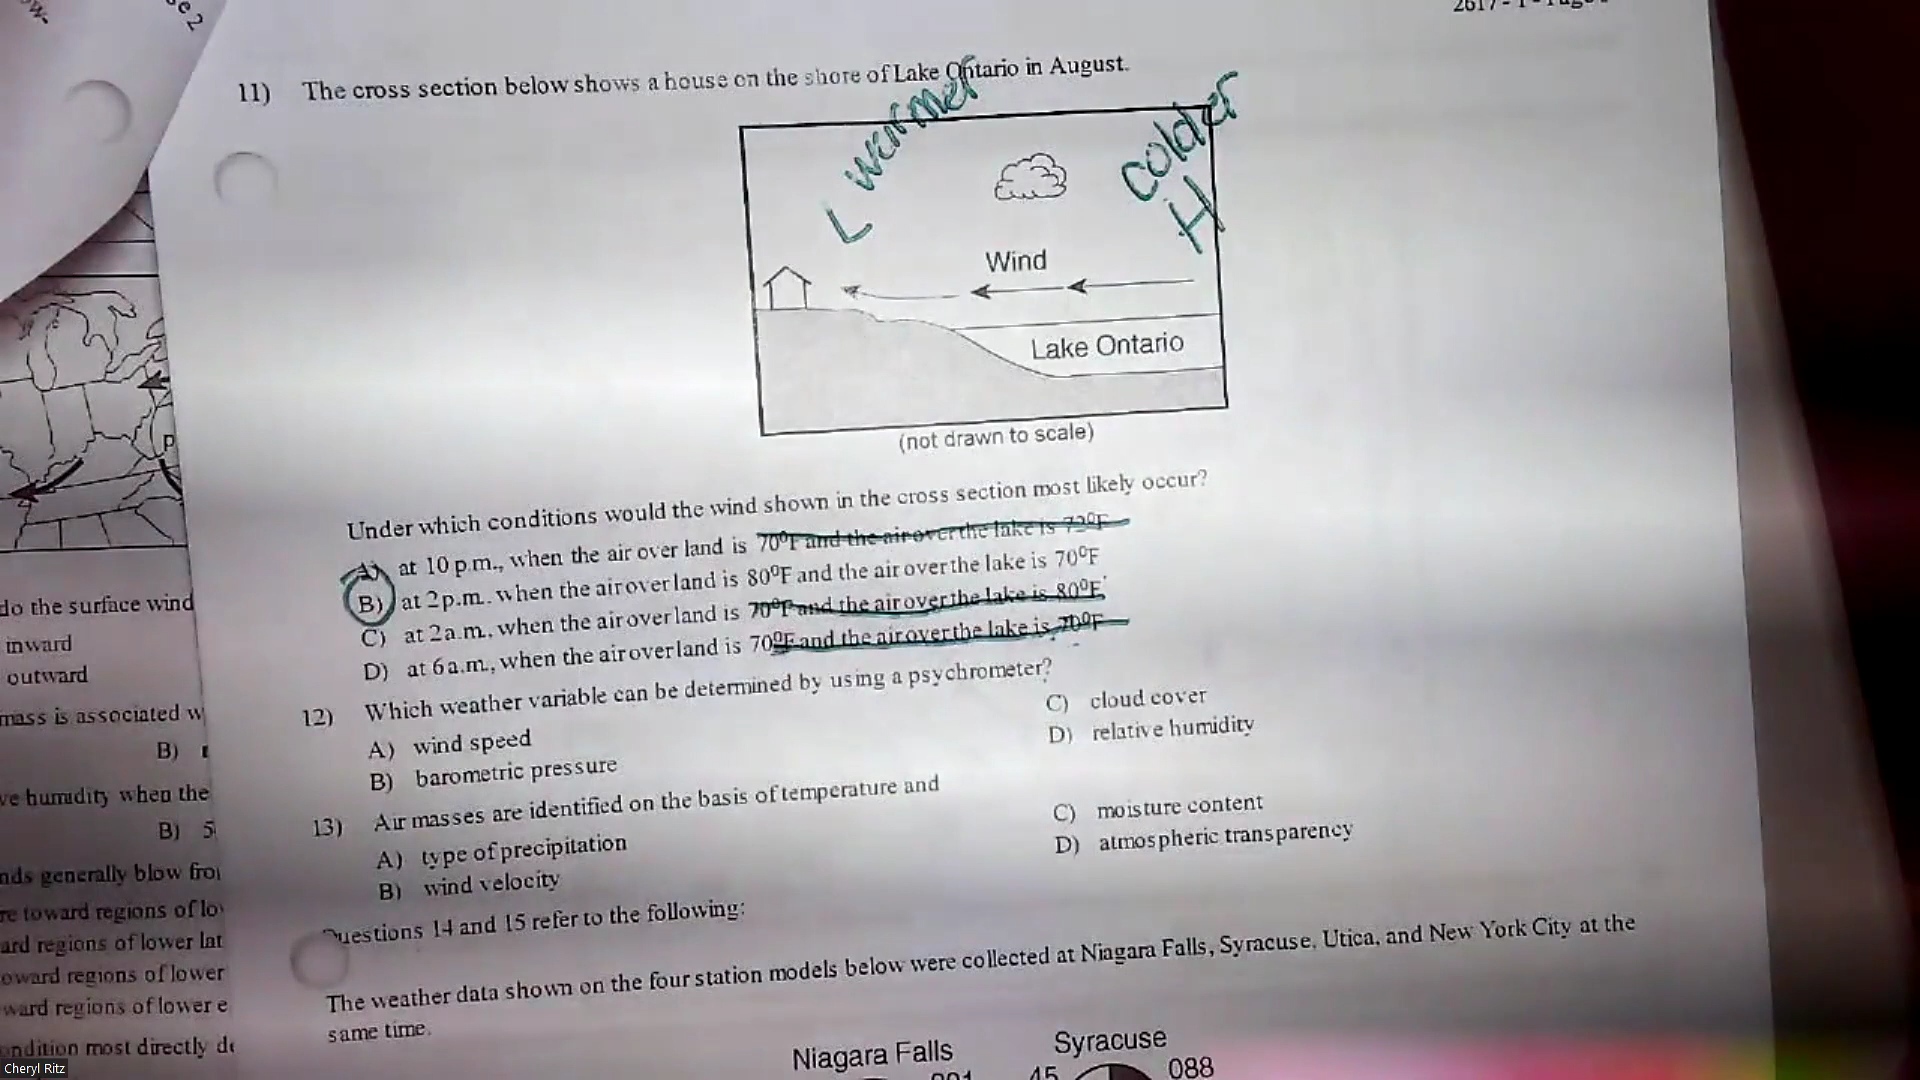 e 2
2617 - 1 - Page
11) The cross section below shows a house on the shore of Lake Ontario in August.
L warmer
colder
H
Wind
Lake Ontario
(not drawn to scale)
Under which conditions would the wind shown in the cross section most likely occur?
A) at 10 p.m., when the air over land is 70°F and the air over the lake is 72°F
B) at 2 p.m. when the air over land is 80°F and the air over the lake is 70°F
C) at 2 a.m., when the air over land is 70°F and the air over the lake is 80°F
D) at 6 a.m., when the air over land is 70°F and the air over the lake is 70°F
12) Which weather variable can be determined by using a psychrometer?
A) wind speed
B) barometric pressure
C) cloud cover
D) relative humidity
13) Air masses are identified on the basis of temperature and
A) type of precipitation
B) wind velocity
C) moisture content
D) atmospheric transparency
Questions 14 and 15 refer to the following:
The weather data shown on the four station models below were collected at Niagara Falls, Syracuse, Utica, and New York City at the
same time.
Niagara Falls
Syracuse
45
088
P
do the surface wind
inward
outward
mass is associated w
B)
ve humidity when the
B) 5
nds generally blow fro
re toward regions of lo
ard regions of lower lat
oward regions of lower
ward regions of lower e
ondition most directly de
Cheryl Ritz